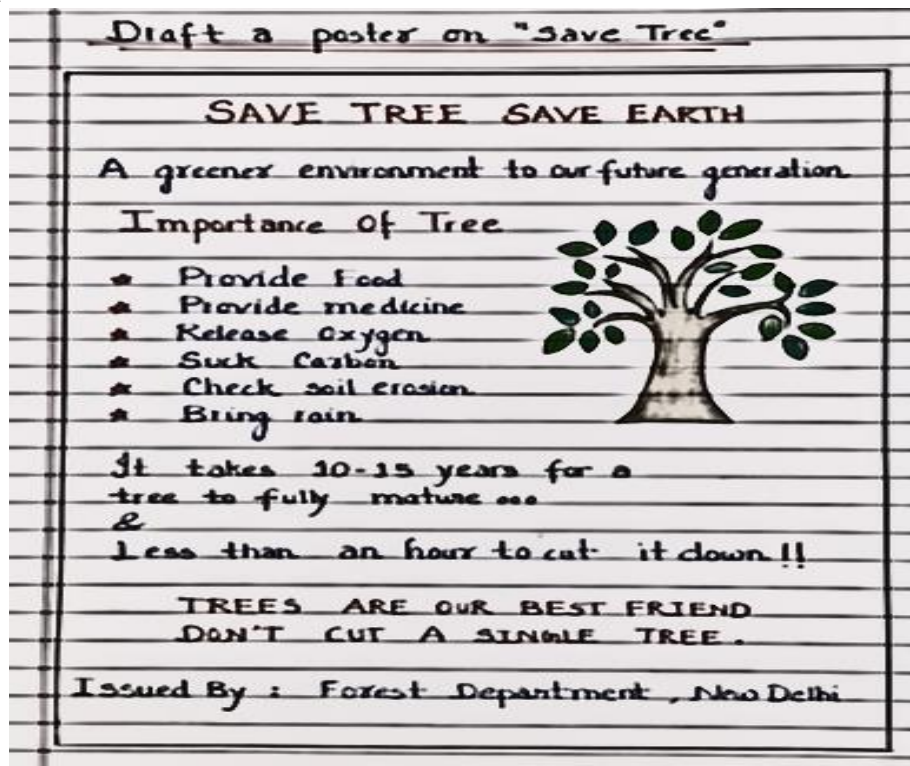 Draft a poster on "Save Tree"
SAVE TREE SAVE EARTH
A greener environment to our future generation
Importance Of Tree
★ Provide Food
★ Provide medicine
★ Release Oxygen
★ Suck Carbon
★ Check soil erosion
★ Bring rain
It takes 10-15 years for a
tree to fully mature ...
&
Less than an hour to cut it down !!
TREES ARE OUR BEST FRIEND
DON'T CUT A SINGLE TREE .
Issued By : Forest Department , New Delhi